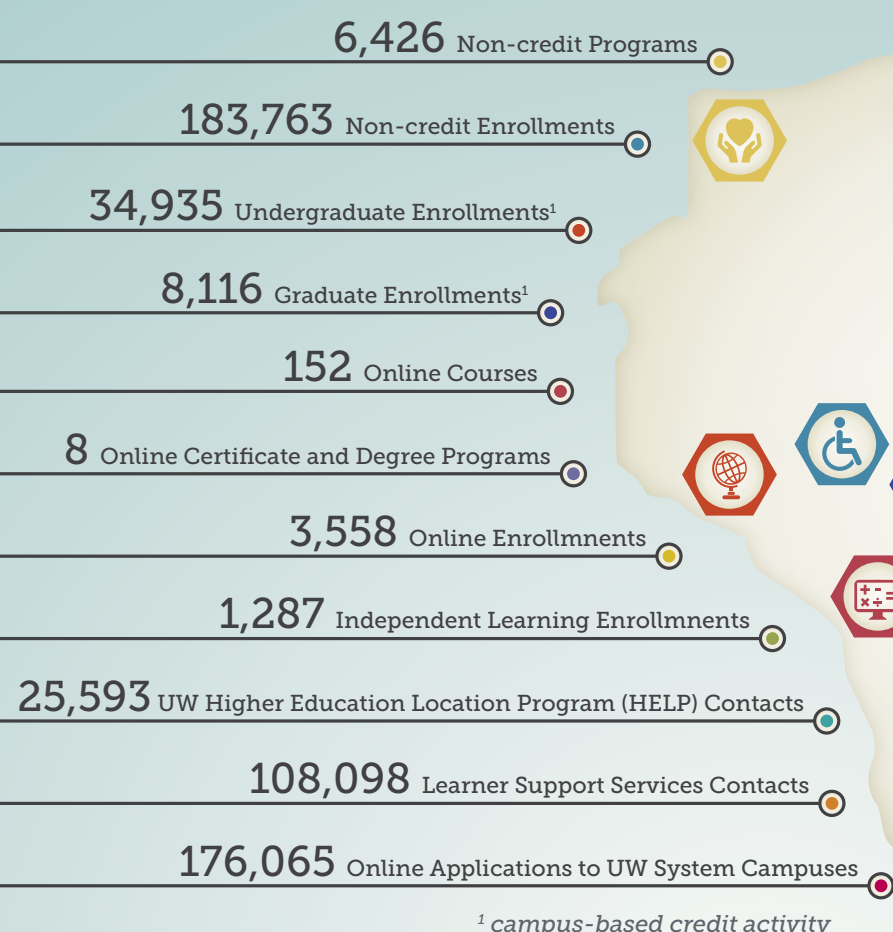 6,426 Non-credit Programs
183,763 Non-credit Enrollments
34,935 Undergraduate Enrollments¹
8,116 Graduate Enrollments¹
152 Online Courses
8 Online Certificate and Degree Programs
3,558 Online Enrollmnents
1,287 Independent Learning Enrollmnents
25,593 UW Higher Education Location Program (HELP) Contacts
108,098 Learner Support Services Contacts
176,065 Online Applications to UW System Campuses
¹ campus-based credit activity